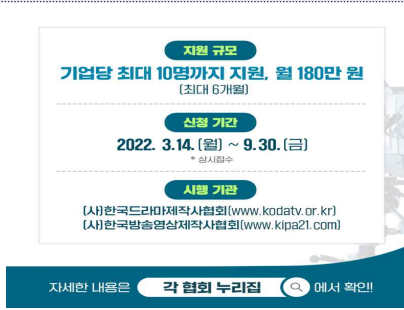 지원 규모
기업당 최대 10명까지 지원, 월 180만 원
(최대 6개월)
신청 기간
2022. 3.14.(월) ~ 9.30.(금)
* 상시접수
시행 기관
(사)한국드라마제작사협회(www.kodatv.or.kr)
(사)한국방송영상제작사협회(www.kipa21.com)
자세한 내용은 각 협회 누리집 에서 확인!